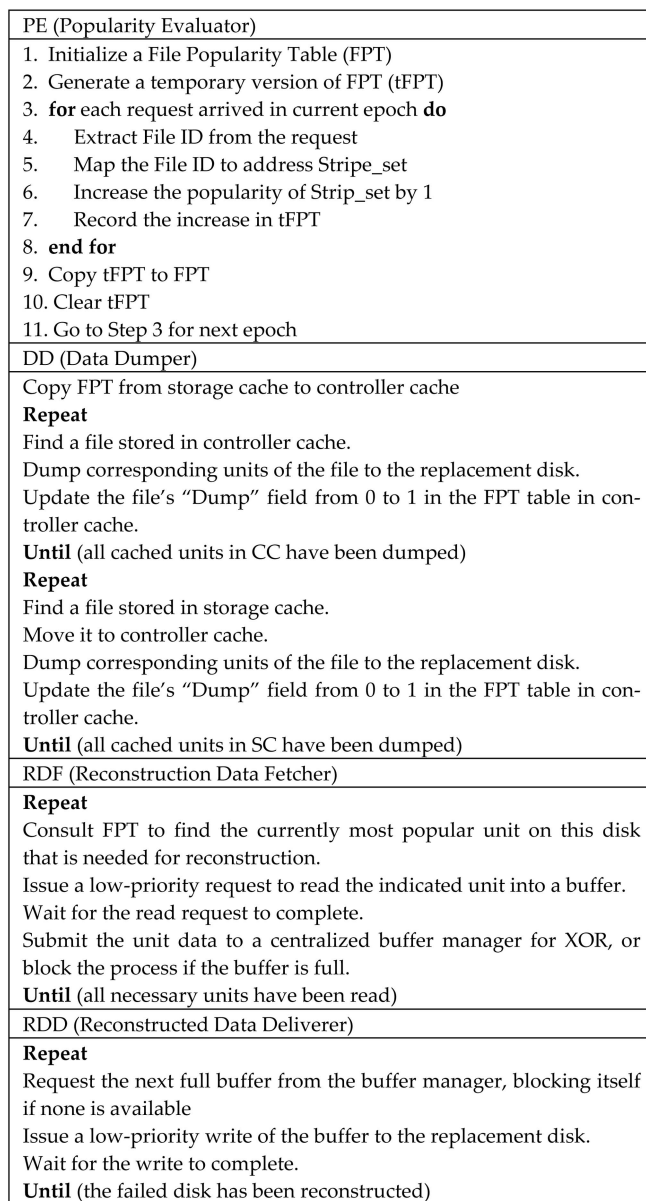 PE (Popularity Evaluator)
1. Initialize a File Popularity Table (FPT)
2. Generate a temporary version of FPT (tFPT)
3. for each request arrived in current epoch do
4. Extract File ID from the request
5. Map the File ID to address Stripe_set
6. Increase the popularity of Strip_set by 1
7. Record the increase in tFPT
8. end for
9. Copy tFPT to FPT
10. Clear tFPT
11. Go to Step 3 for next epoch
DD (Data Dumper)
Copy FPT from storage cache to controller cache
Repeat
Find a file stored in controller cache.
Dump corresponding units of the file to the replacement disk.
Update the file's “Dump” field from 0 to 1 in the FPT table in con-
troller cache.
Until (all cached units in CC have been dumped)
Repeat
Find a file stored in storage cache.
Move it to controller cache.
Dump corresponding units of the file to the replacement disk.
Update the file's “Dump” field from 0 to 1 in the FPT table in con-
troller cache.
Until (all cached units in SC have been dumped)
RDF (Reconstruction Data Fetcher)
Repeat
Consult FPT to find the currently most popular unit on this disk
that is needed for reconstruction.
Issue a low-priority request to read the indicated unit into a buffer.
Wait for the read request to complete.
Submit the unit data to a centralized buffer manager for XOR, or
block the process if the buffer is full.
Until (all necessary units have been read)
RDD (Reconstructed Data Deliverer)
Repeat
Request the next full buffer from the buffer manager, blocking itself
if none is available
Issue a low-priority write of the buffer to the replacement disk.
Wait for the write to complete.
Until (the failed disk has been reconstructed)